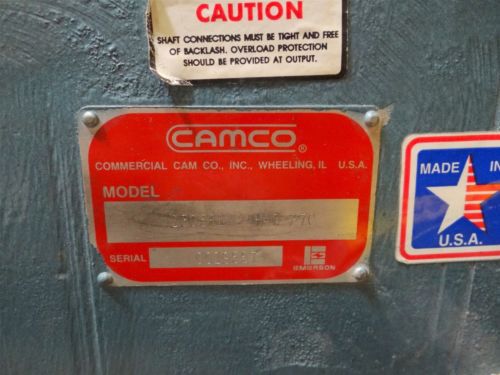 CAUTION
SHAFT CONNECTIONS MUST BE TIGHT AND FREE
OF BACKLASH. OVERLOAD PROTECTION
SHOULD BE PROVIDED AT OUTPUT.
CAMCO®
COMMERCIAL CAM CO., INC., WHEELING, IL U.S.A.
MODEL
SERIAL
EMERSON
MADE IN
U.S.A.